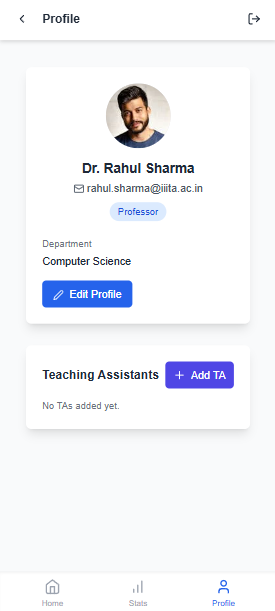 Profile
Dr. Rahul Sharma
rahul.sharma@iiita.ac.in
Professor
Department
Computer Science
Edit Profile
Teaching Assistants
Add TA
No TAs added yet.
Home
Stats
Profile